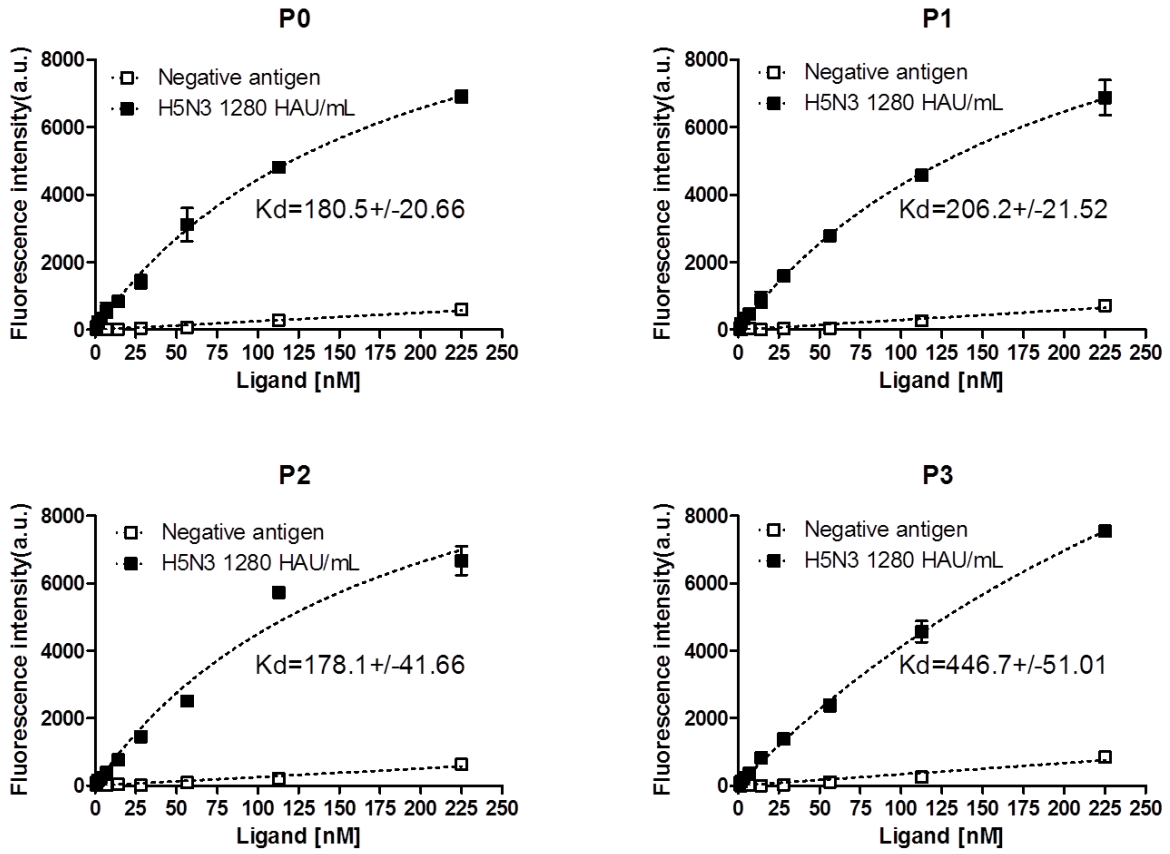 P0
Fluorescence intensity(a.u.)
8000
6000
4000
2000
0
Negative antigen
H5N3 1280 HAU/mL
Kd=180.5+/-20.66
0 25 50 75 100 125 150 175 200 225 250
Ligand [nM]
P1
Fluorescence intensity(a.u.)
8000
6000
4000
2000
0
Negative antigen
H5N3 1280 HAU/mL
Kd=206.2+/-21.52
0 25 50 75 100 125 150 175 200 225 250
Ligand [nM]
P2
Fluorescence intensity(a.u.)
8000
6000
4000
2000
0
Negative antigen
H5N3 1280 HAU/mL
Kd=178.1+/-41.66
0 25 50 75 100 125 150 175 200 225 250
Ligand [nM]
P3
Fluorescence intensity(a.u.)
8000
6000
4000
2000
0
Negative antigen
H5N3 1280 HAU/mL
Kd=446.7+/-51.01
0 25 50 75 100 125 150 175 200 225 250
Ligand [nM]